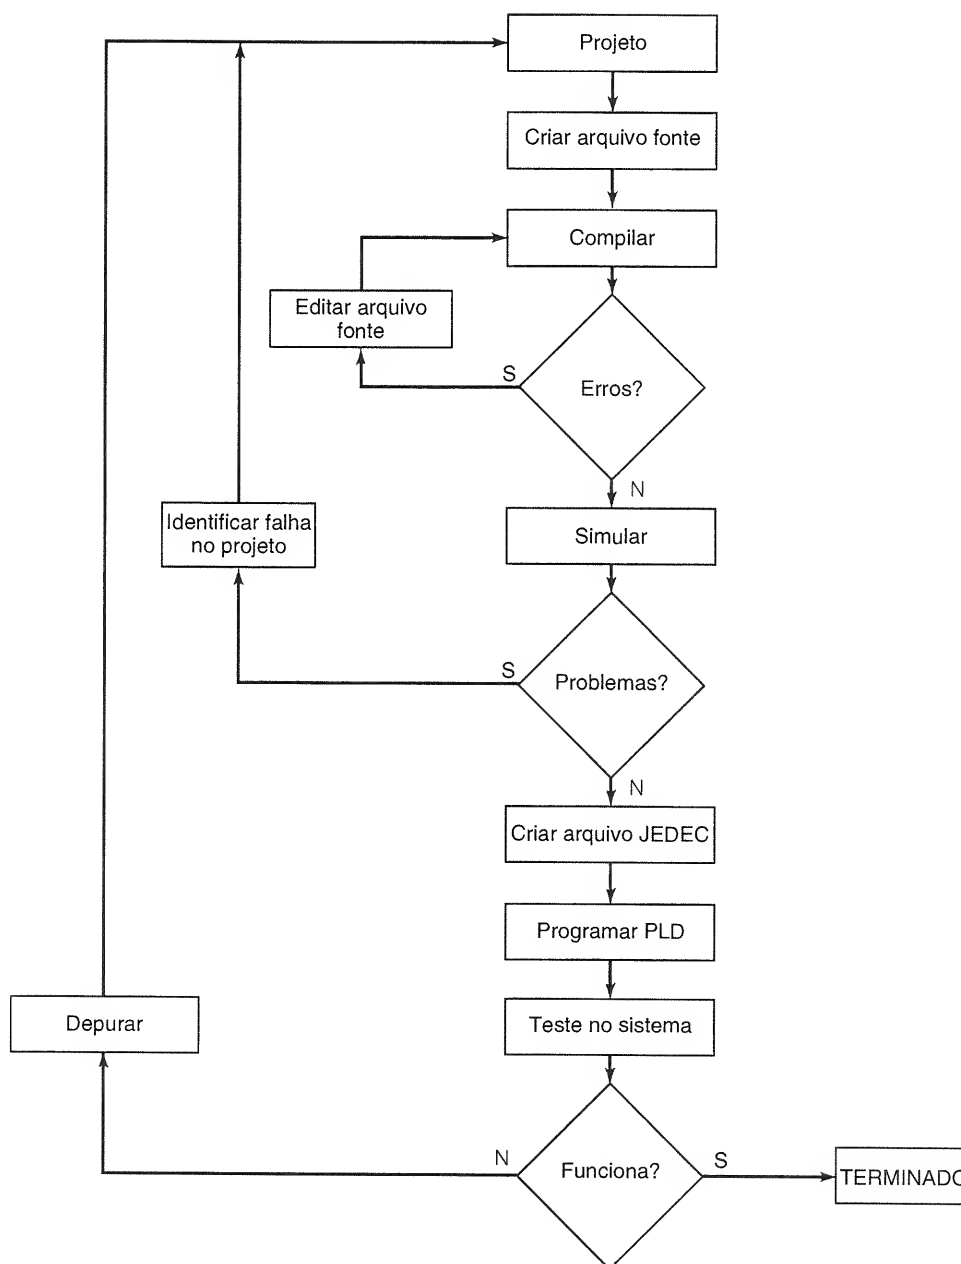 Projeto
Criar arquivo fonte
Compilar
Editar arquivo
fonte
S
Erros?
N
Identificar falha
no projeto
Simular
S
Problemas?
N
Criar arquivo JEDEC
Programar PLD
Depurar
Teste no sistema
N
Funciona?
S
TERMINADO